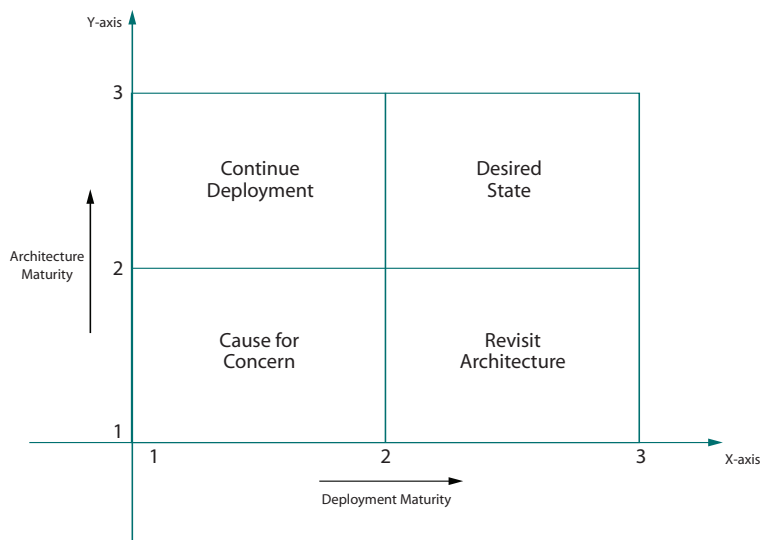 Y-axis
3
Continue
Deployment
Desired
State
Architecture
Maturity
2
Cause for
Concern
Revisit
Architecture
1
1
2
3
X-axis
Deployment Maturity